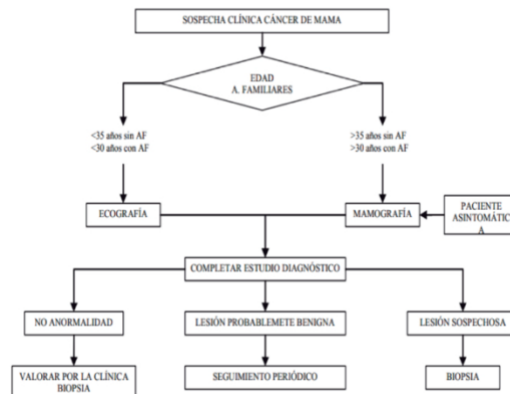 SOSPECHA CLÍNICA CÁNCER DE MAMA
EDAD
A. FAMILIARES
<35 años sin AF
<30 años con AF
>35 años sin AF
>30 años con AF
ECOGRAFÍA
MAMOGRAFÍA
PACIENTE
ASINTOMÁTIC
A
COMPLETAR ESTUDIO DIAGNÓSTICO
NO ANORMALIDAD
LESIÓN PROBABLEMETE BENIGNA
LESIÓN SOSPECHOSA
VALORAR POR LA CLÍNICA
BIOPSIA
SEGUIMIENTO PERIÓDICO
BIOPSIA